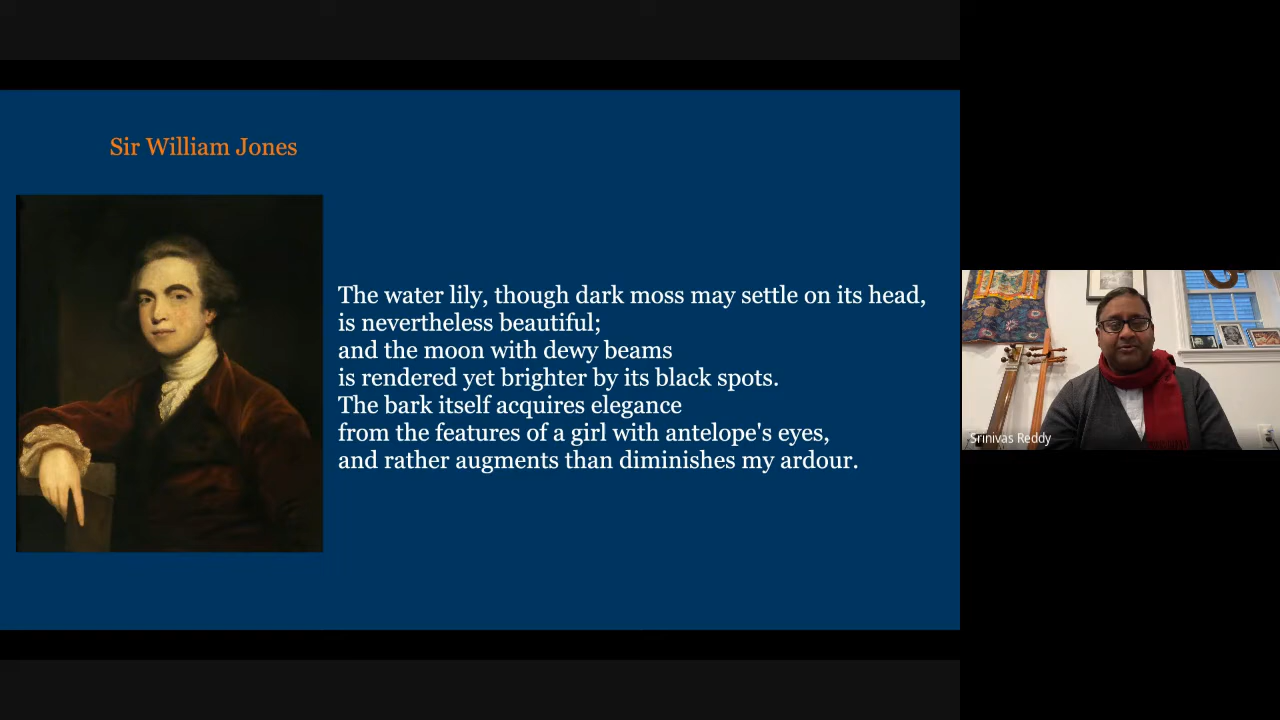 Sir William Jones
The water lily, though dark moss may settle on its head,
is nevertheless beautiful;
and the moon with dewy beams
is rendered yet brighter by its black spots.
The bark itself acquires elegance
from the features of a girl with antelope's eyes,
and rather augments than diminishes my ardour.
Srinivas Reddy